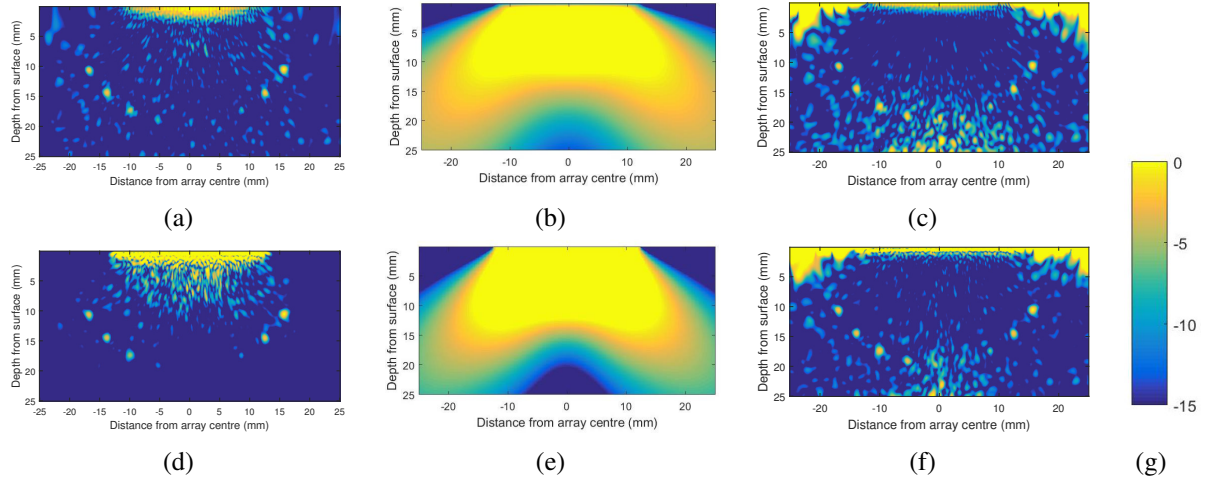 Depth from surface (mm)
5
10
15
20
25
-25 -20 -15 -10 -5 0 5 10 15 20 25
Distance from array centre (mm)
(a)
Depth from surface (mm)
5
10
15
20
25
-20 -10 0 10 20
Distance from array centre (mm)
(b)
Depth from surface (mm)
5
10
15
20
25
-20 -10 0 10 20
Distance from array centre (mm)
(c)
Depth from surface (mm)
5
10
15
20
25
-25 -20 -15 -10 -5 0 5 10 15 20 25
Distance from array centre (mm)
(d)
Depth from surface (mm)
5
10
15
20
25
-20 -10 0 10 20
Distance from array centre (mm)
(e)
Depth from surface (mm)
5
10
15
20
25
-20 -10 0 10 20
Distance from array centre (mm)
(f)
0
-5
-10
-15
(g)